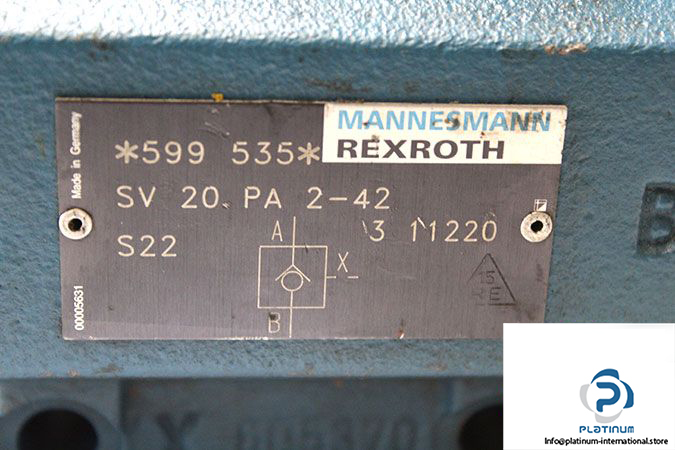 Made in Germany
*599 535*
MANNESMANN
REXROTH
SV 20 PA 2-42
S22
3 11220
A
X
B
00005631
B
X
PLATINUM
Info@platinum-international.store